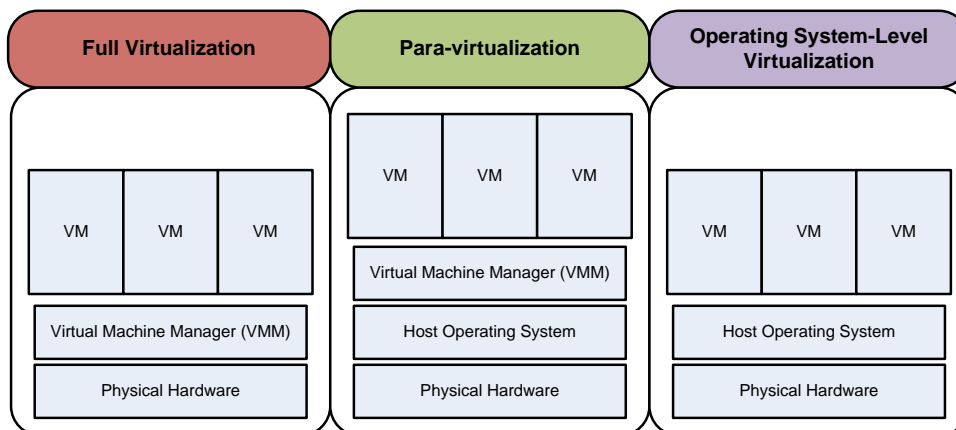 Full Virtualization
VM
VM
VM
Virtual Machine Manager (VMM)
Physical Hardware
Para-virtualization
VM
VM
VM
Virtual Machine Manager (VMM)
Host Operating System
Physical Hardware
Operating System-Level
Virtualization
VM
VM
VM
Host Operating System
Physical Hardware